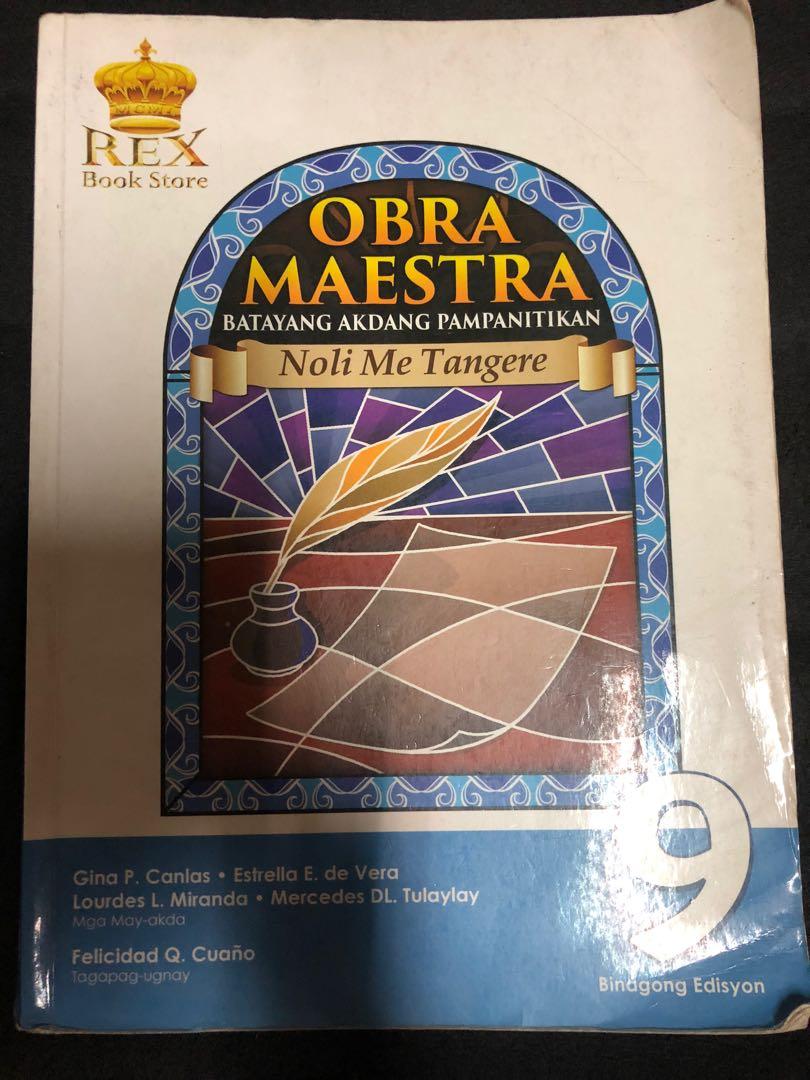 MCML
REX
Book Store
OBRA
MAESTRA
BATAYANG AKDANG PAMPANITIKAN
Noli Me Tangere
Gina P. Canlas • Estrella E. de Vera
Lourdes L. Miranda • Mercedes DL. Tulaylay
Mga May-akda
Felicidad Q. Cuaño
Tagapag-ugnay
9
Binagong Edisyon